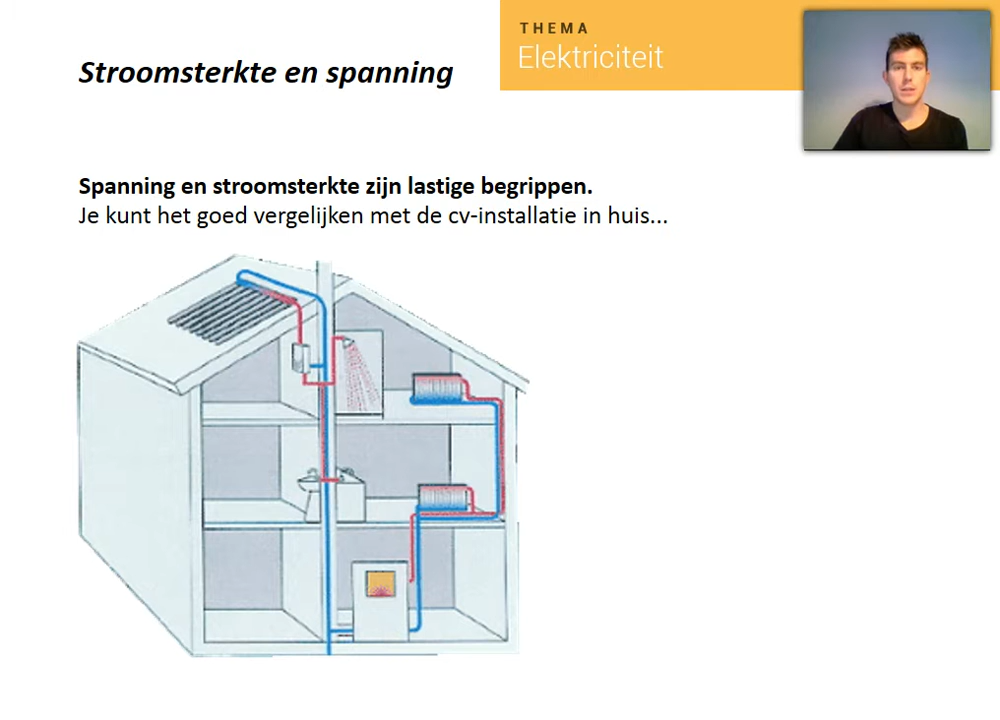 THEMA
Elektriciteit
Stroomsterkte en spanning
Spanning en stroomsterkte zijn lastige begrippen.
Je kunt het goed vergelijken met de cv-installatie in huis...